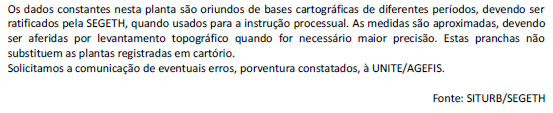 Os dados constantes nesta planta são oriundos de bases cartográficas de diferentes períodos, devendo ser
ratificados pela SEGETH, quando usados para a instrução processual. As medidas são aproximadas, devendo
ser aferidas por levantamento topográfico quando for necessário maior precisão. Estas pranchas não
substituem as plantas registradas em cartório.
Solicitamos a comunicação de eventuais erros, porventura constatados, à UNITE/AGEFIS.
Fonte: SITURB/SEGETH